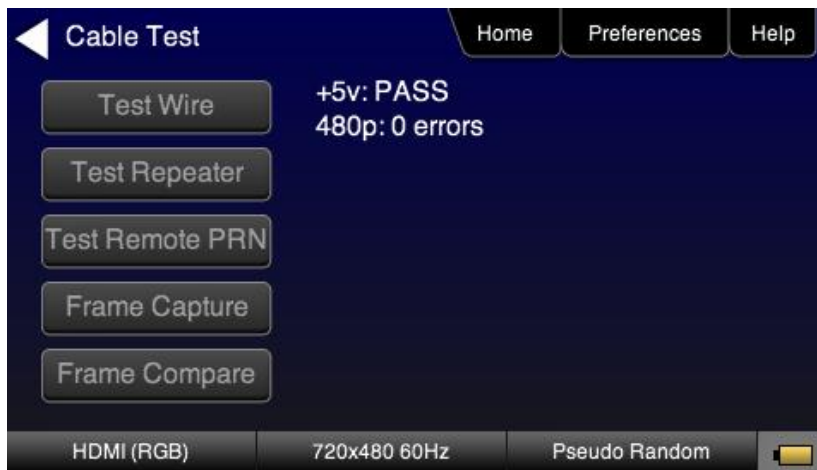 Cable Test
Home
Preferences
Help
Test Wire
Test Repeater
Test Remote PRN
Frame Capture
Frame Compare
+5v: PASS
480p: 0 errors
HDMI (RGB)
720x480 60Hz
Pseudo Random